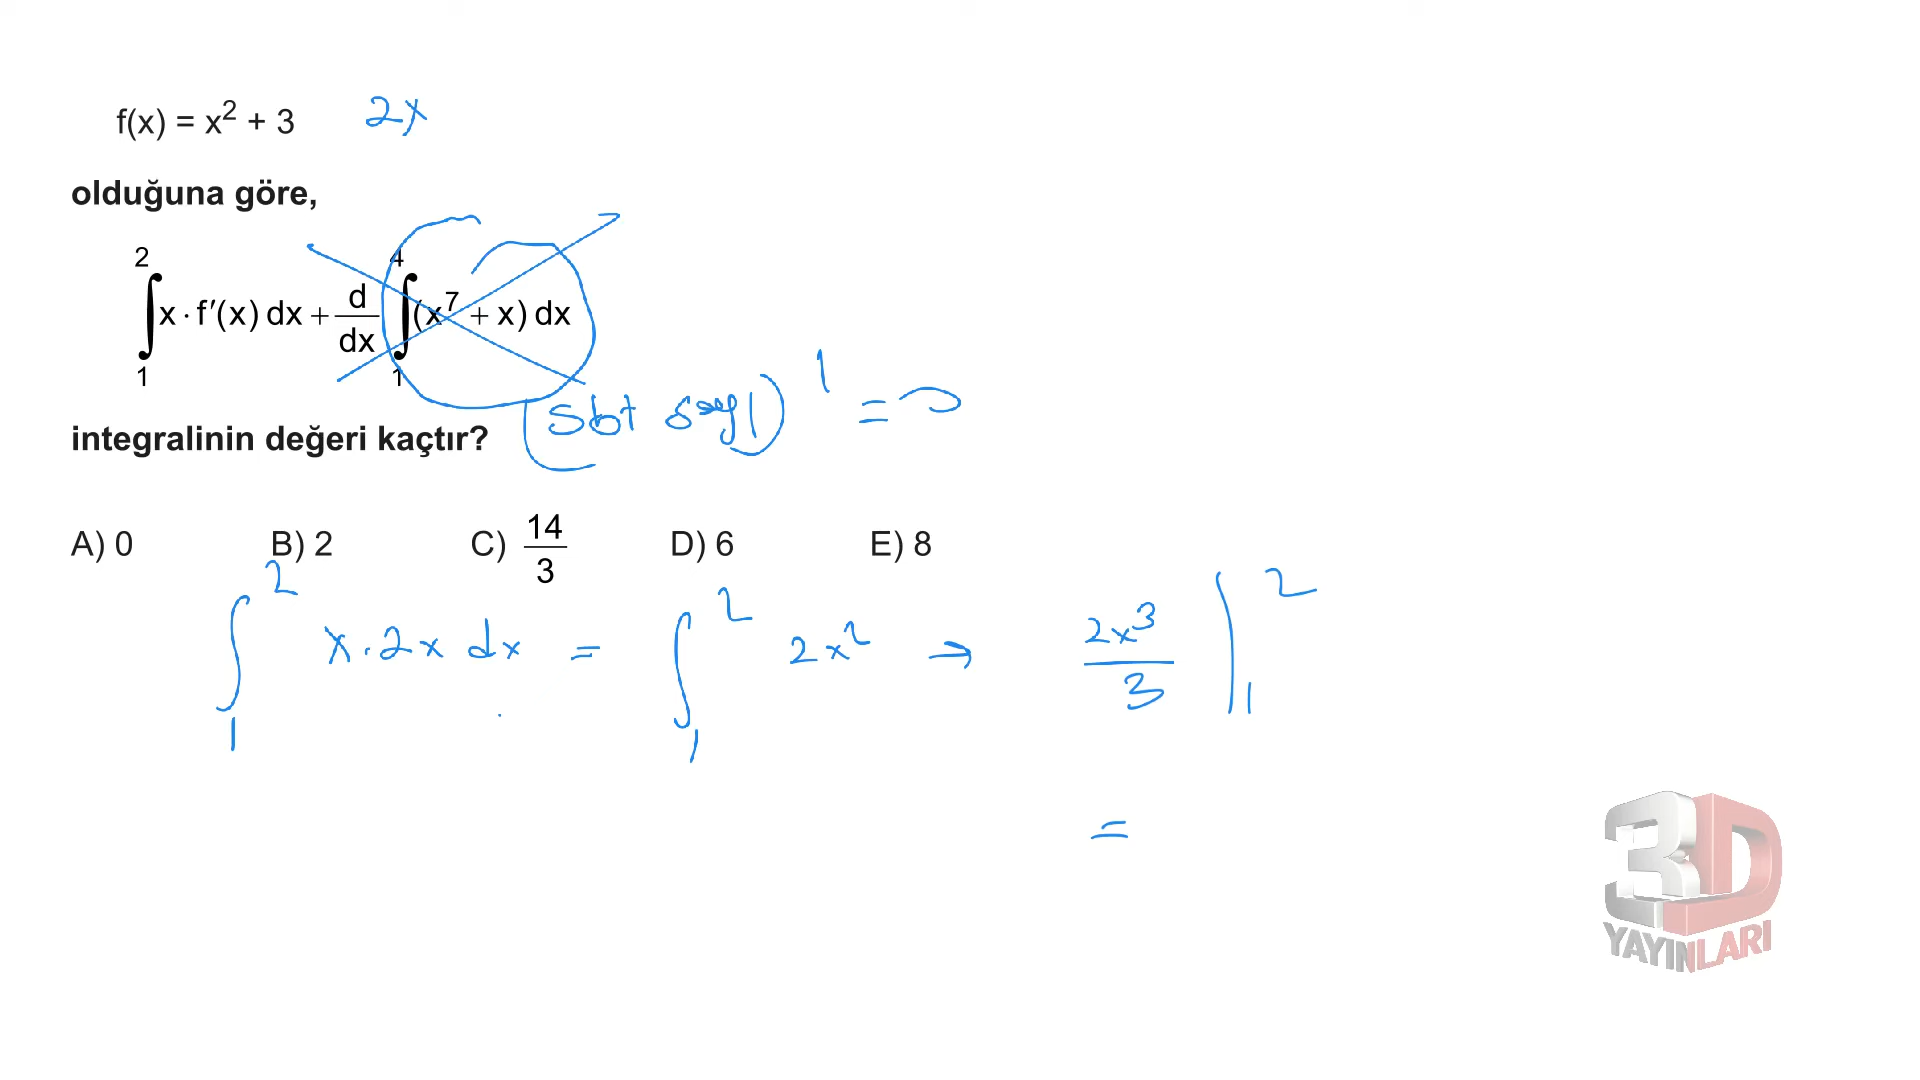 f(x) = x² + 3 2x
olduğuna göre,
∫₁² x · f′(x) dx + d/dx ∫₁⁴ (x⁷ + x) dx
(Sbt sayı)' = 0
integralinin değeri kaçtır?
A) 0 B) 2 C) 14/3 D) 6 E) 8
∫₁² x.2x dx = ∫₁² 2x² → 2x³/3 |₁²
=
3D
YAYINLARI